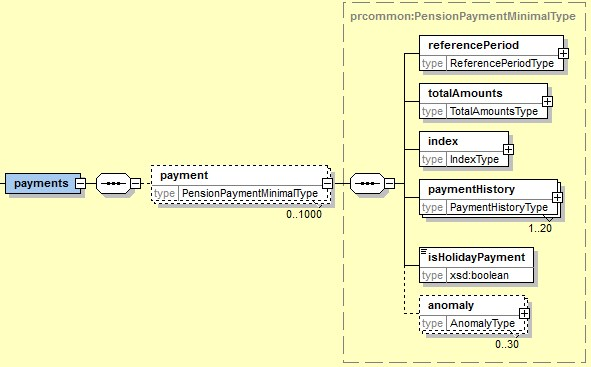 prcommon:PensionPaymentMinimalType
referencePeriod
type ReferencePeriodType
totalAmounts
type TotalAmountsType
index
type IndexType
payments
payment
type PensionPaymentMinimalType
0..1000
paymentHistory
type PaymentHistoryType
1..20
isHolidayPayment
type xsd:boolean
anomaly
type AnomalyType
0..30